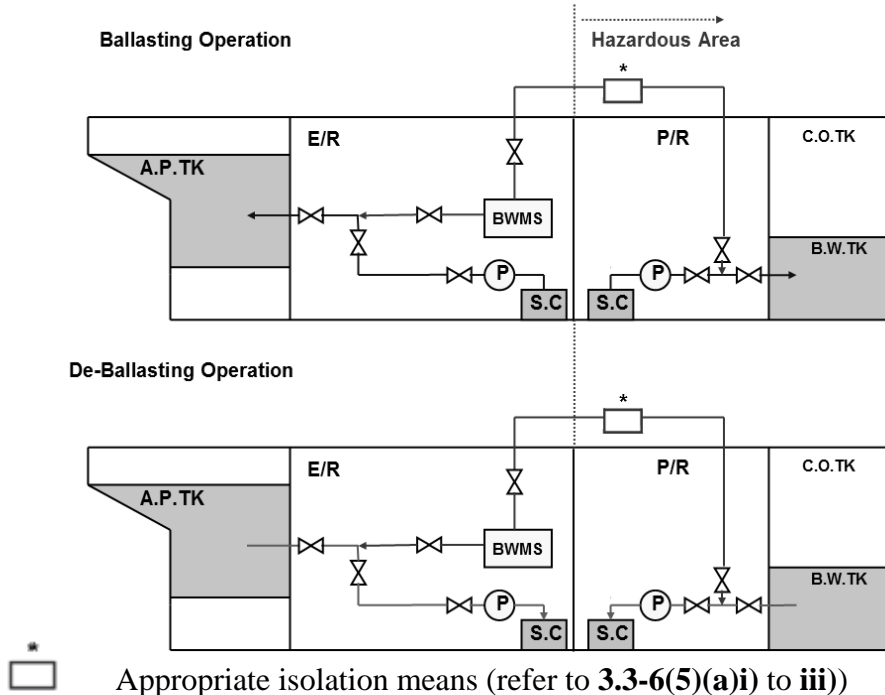 Ballasting Operation
Hazardous Area
*
E/R
P/R
C.O.TK
A.P.TK
BWMS
B.W.TK
P
P
S.C
S.C
De-Ballasting Operation
*
E/R
P/R
C.O.TK
A.P.TK
BWMS
B.W.TK
P
P
S.C
S.C
*
Appropriate isolation means (refer to 3.3-6(5)(a)i) to iii))